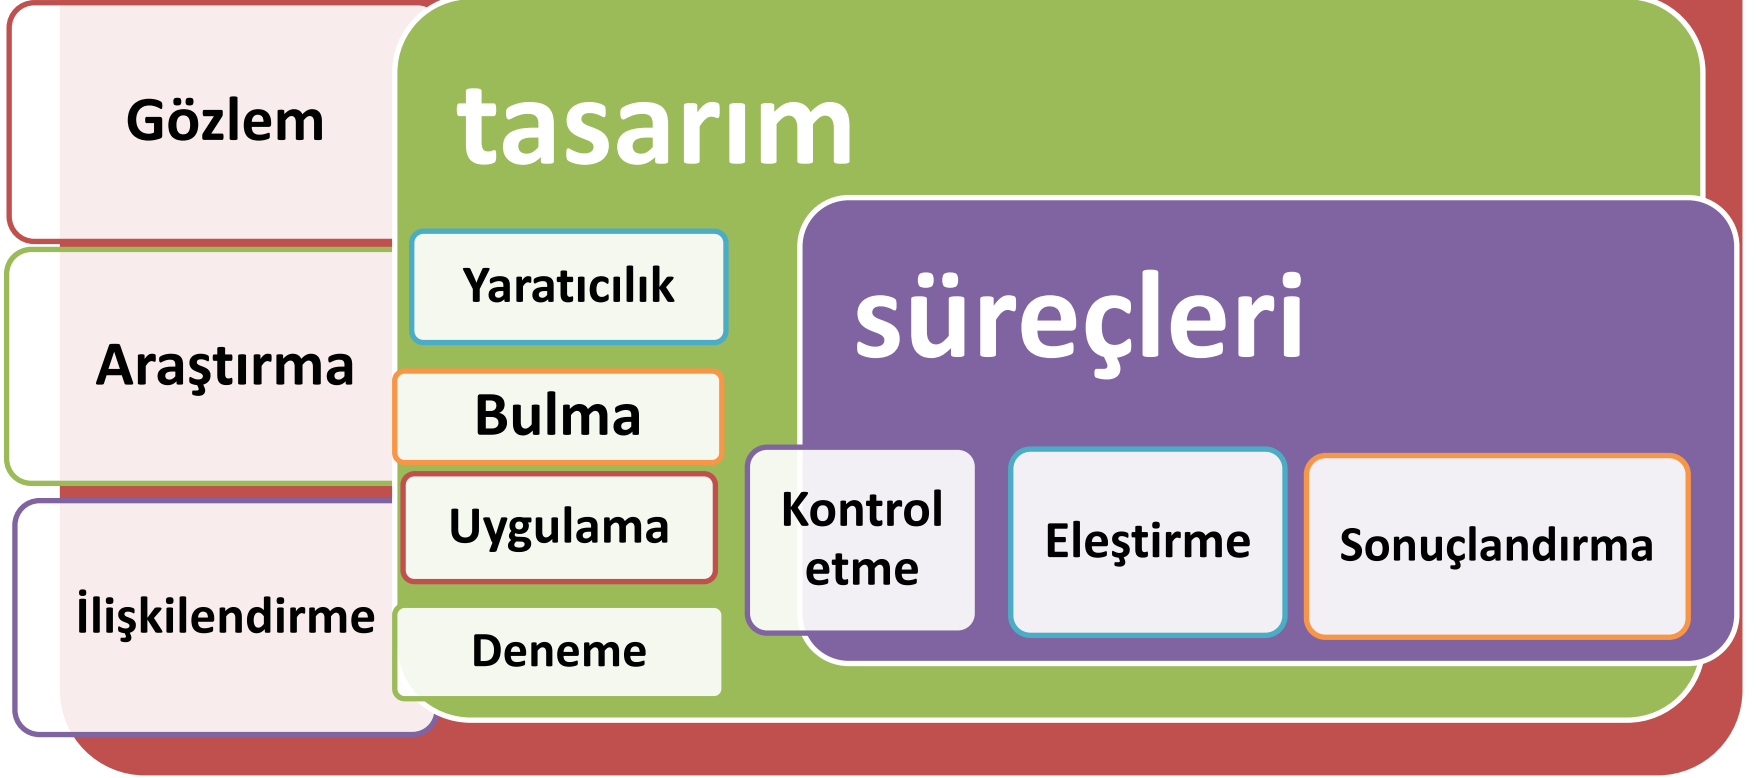 Gözlem
Araştırma
İlişkilendirme
tasarım
Yaratıcılık
Bulma
Uygulama
Deneme
süreçleri
Kontrol
etme
Eleştirme
Sonuçlandırma